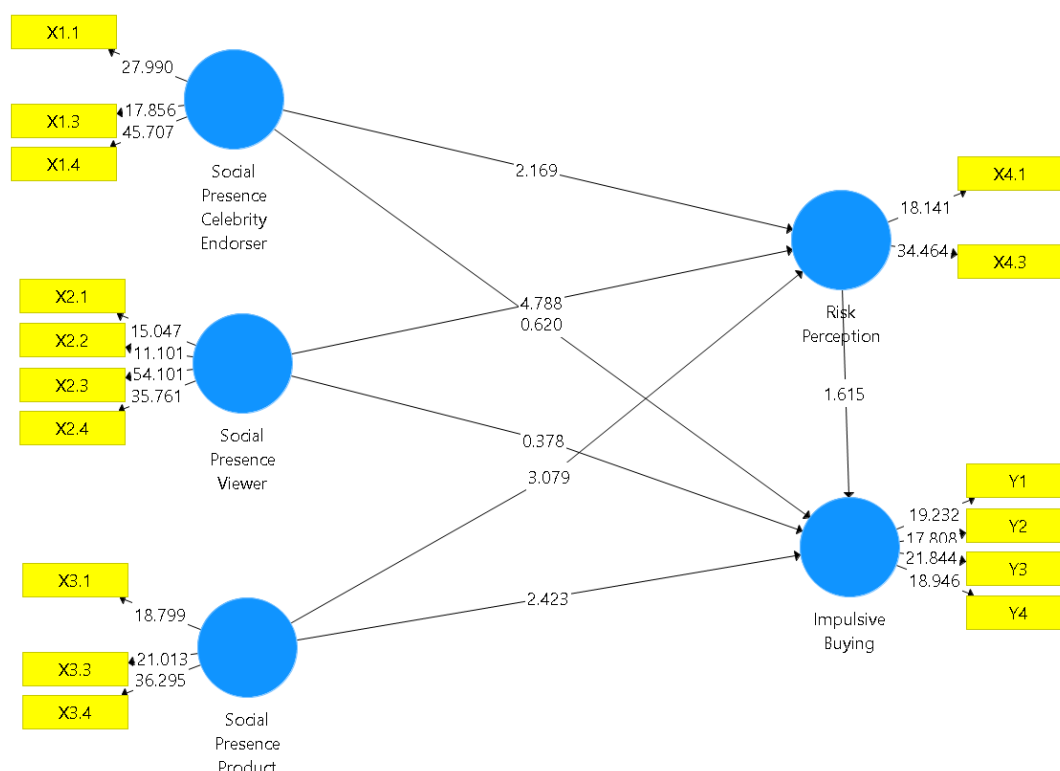 X1.1
27.990
X1.3
17.856
45.707
X1.4
Social
Presence
Celebrity
Endorser
2.169
X4.1
18.141
34.464
X4.3
Risk
Perception
X2.1
15.047
X2.2
11.101
X2.3
54.101
35.761
X2.4
Social
Presence
Viewer
4.788
0.620
1.615
0.378
3.079
Y1
19.232
Y2
17.808
21.844
Y3
18.946
Y4
Impulsive
Buying
X3.1
18.799
X3.3
21.013
36.295
X3.4
2.423
Social
Presence
Product